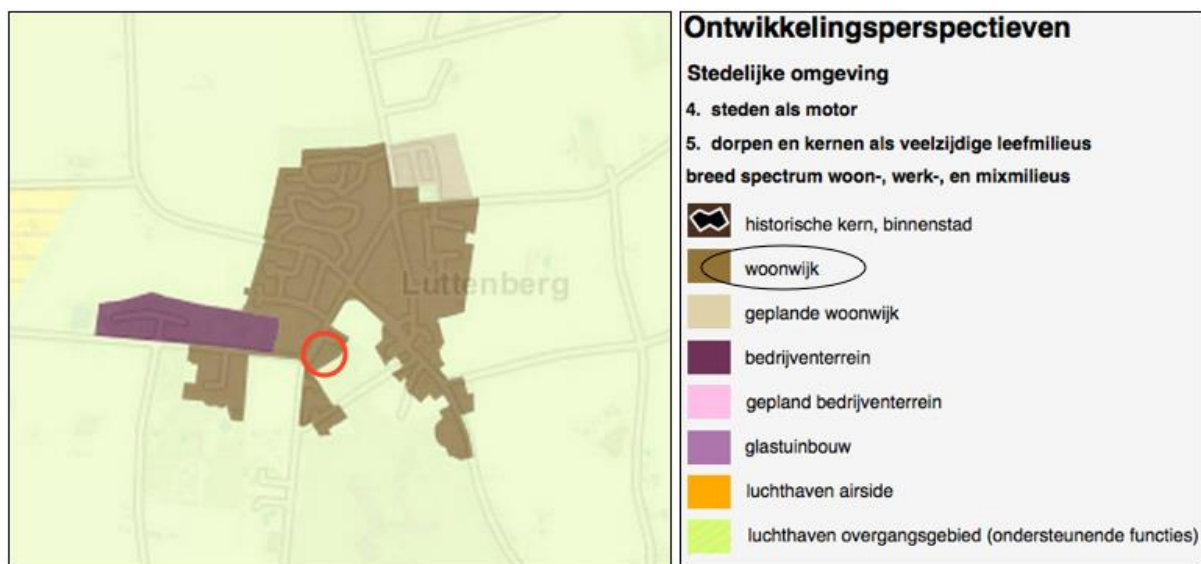 Luttenberg
Ontwikkelingsperspectieven
Stedelijke omgeving
4. steden als motor
5. dorpen en kernen als veelzijdige leefmilieus
breed spectrum woon-, werk-, en mixmilieus
historische kern, binnenstad
woonwijk
geplande woonwijk
bedrijventerrein
gepland bedrijventerrein
glastuinbouw
luchthaven airside
luchthaven overgangsgebied (ondersteunende functies)